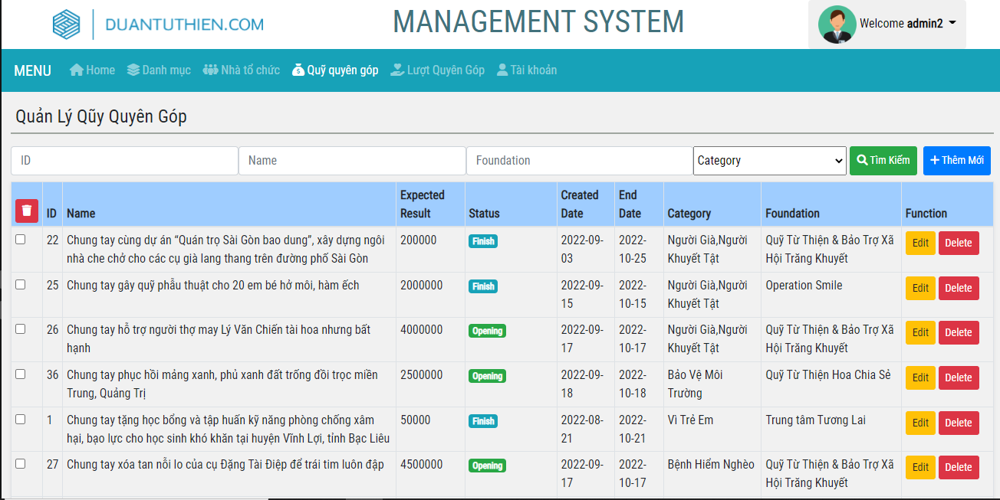 DUANTUTHIEN.COM
MANAGEMENT SYSTEM
Welcome admin2
MENU Home Danh mục Nhà tổ chức Quỹ quyên góp Lượt Quyên Góp Tài khoản
Quản Lý Qũy Quyên Góp
ID Name Foundation Category Tìm Kiếm Thêm Mới
ID Name Expected Result Status Created Date End Date Category Foundation Function
22 Chung tay cùng dự án “Quán trọ Sài Gòn bao dung”, xây dựng ngôi 200000 Finish 2022-09- 2022- Người Già,Người Quỹ Từ Thiện & Bảo Trợ Xã Edit Delete
nhà che chở cho các cụ già lang thang trên đường phố Sài Gòn 03 10-25 Khuyết Tật Hội Trăng Khuyết
25 Chung tay gây quỹ phẫu thuật cho 20 em bé hở môi, hàm ếch 2000000 Finish 2022-09- 2022- Người Già,Người Operation Smile Edit Delete
15 10-15 Khuyết Tật
26 Chung tay hỗ trợ người thợ may Lý Văn Chiến tài hoa nhưng bất 4000000 Opening 2022-09- 2022- Người Già,Người Quỹ Từ Thiện & Bảo Trợ Xã Edit Delete
hạnh 17 10-17 Khuyết Tật Hội Trăng Khuyết
36 Chung tay phục hồi mảng xanh, phủ xanh đất trống đồi trọc miền 2500000 Opening 2022-09- 2022- Bảo Vệ Môi Quỹ Từ Thiện Hoa Chia Sẻ Edit Delete
Trung, Quảng Trị 18 10-18 Trường
1 Chung tay tặng học bổng và tập huấn kỹ năng phòng chống xâm 50000 Finish 2022-08- 2022- Vì Trẻ Em Trung tâm Tương Lai Edit Delete
hại, bạo lực cho học sinh khó khăn tại huyện Vĩnh Lợi, tỉnh Bạc Liêu 21 10-21
27 Chung tay xóa tan nỗi lo của cụ Đặng Tài Điệp để trái tim luôn đập 4500000 Opening 2022-09- 2022- Bệnh Hiểm Nghèo Quỹ Từ Thiện & Bảo Trợ Xã Edit Delete
17 10-17 Hội Trăng Khuyết